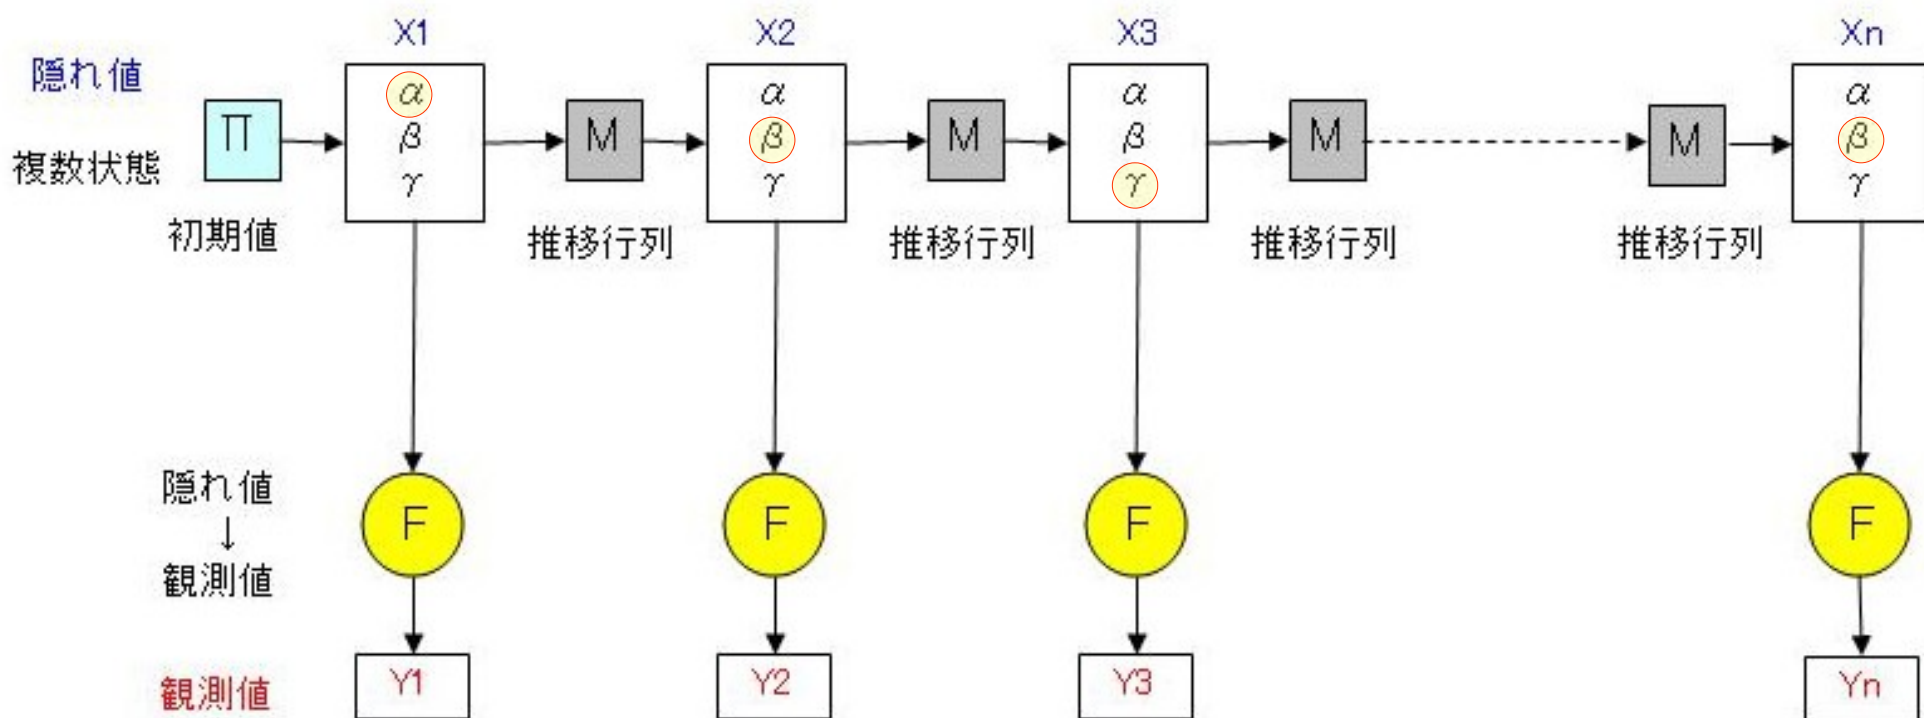 X1 X2 X3 Xn
隠れ値
α α α α
Π β M β M β M M β
複数状態 γ γ γ γ
初期値 推移行列 推移行列 推移行列 推移行列
隠れ値
↓ F F F F
観測値
観測値 Y1 Y2 Y3 Yn